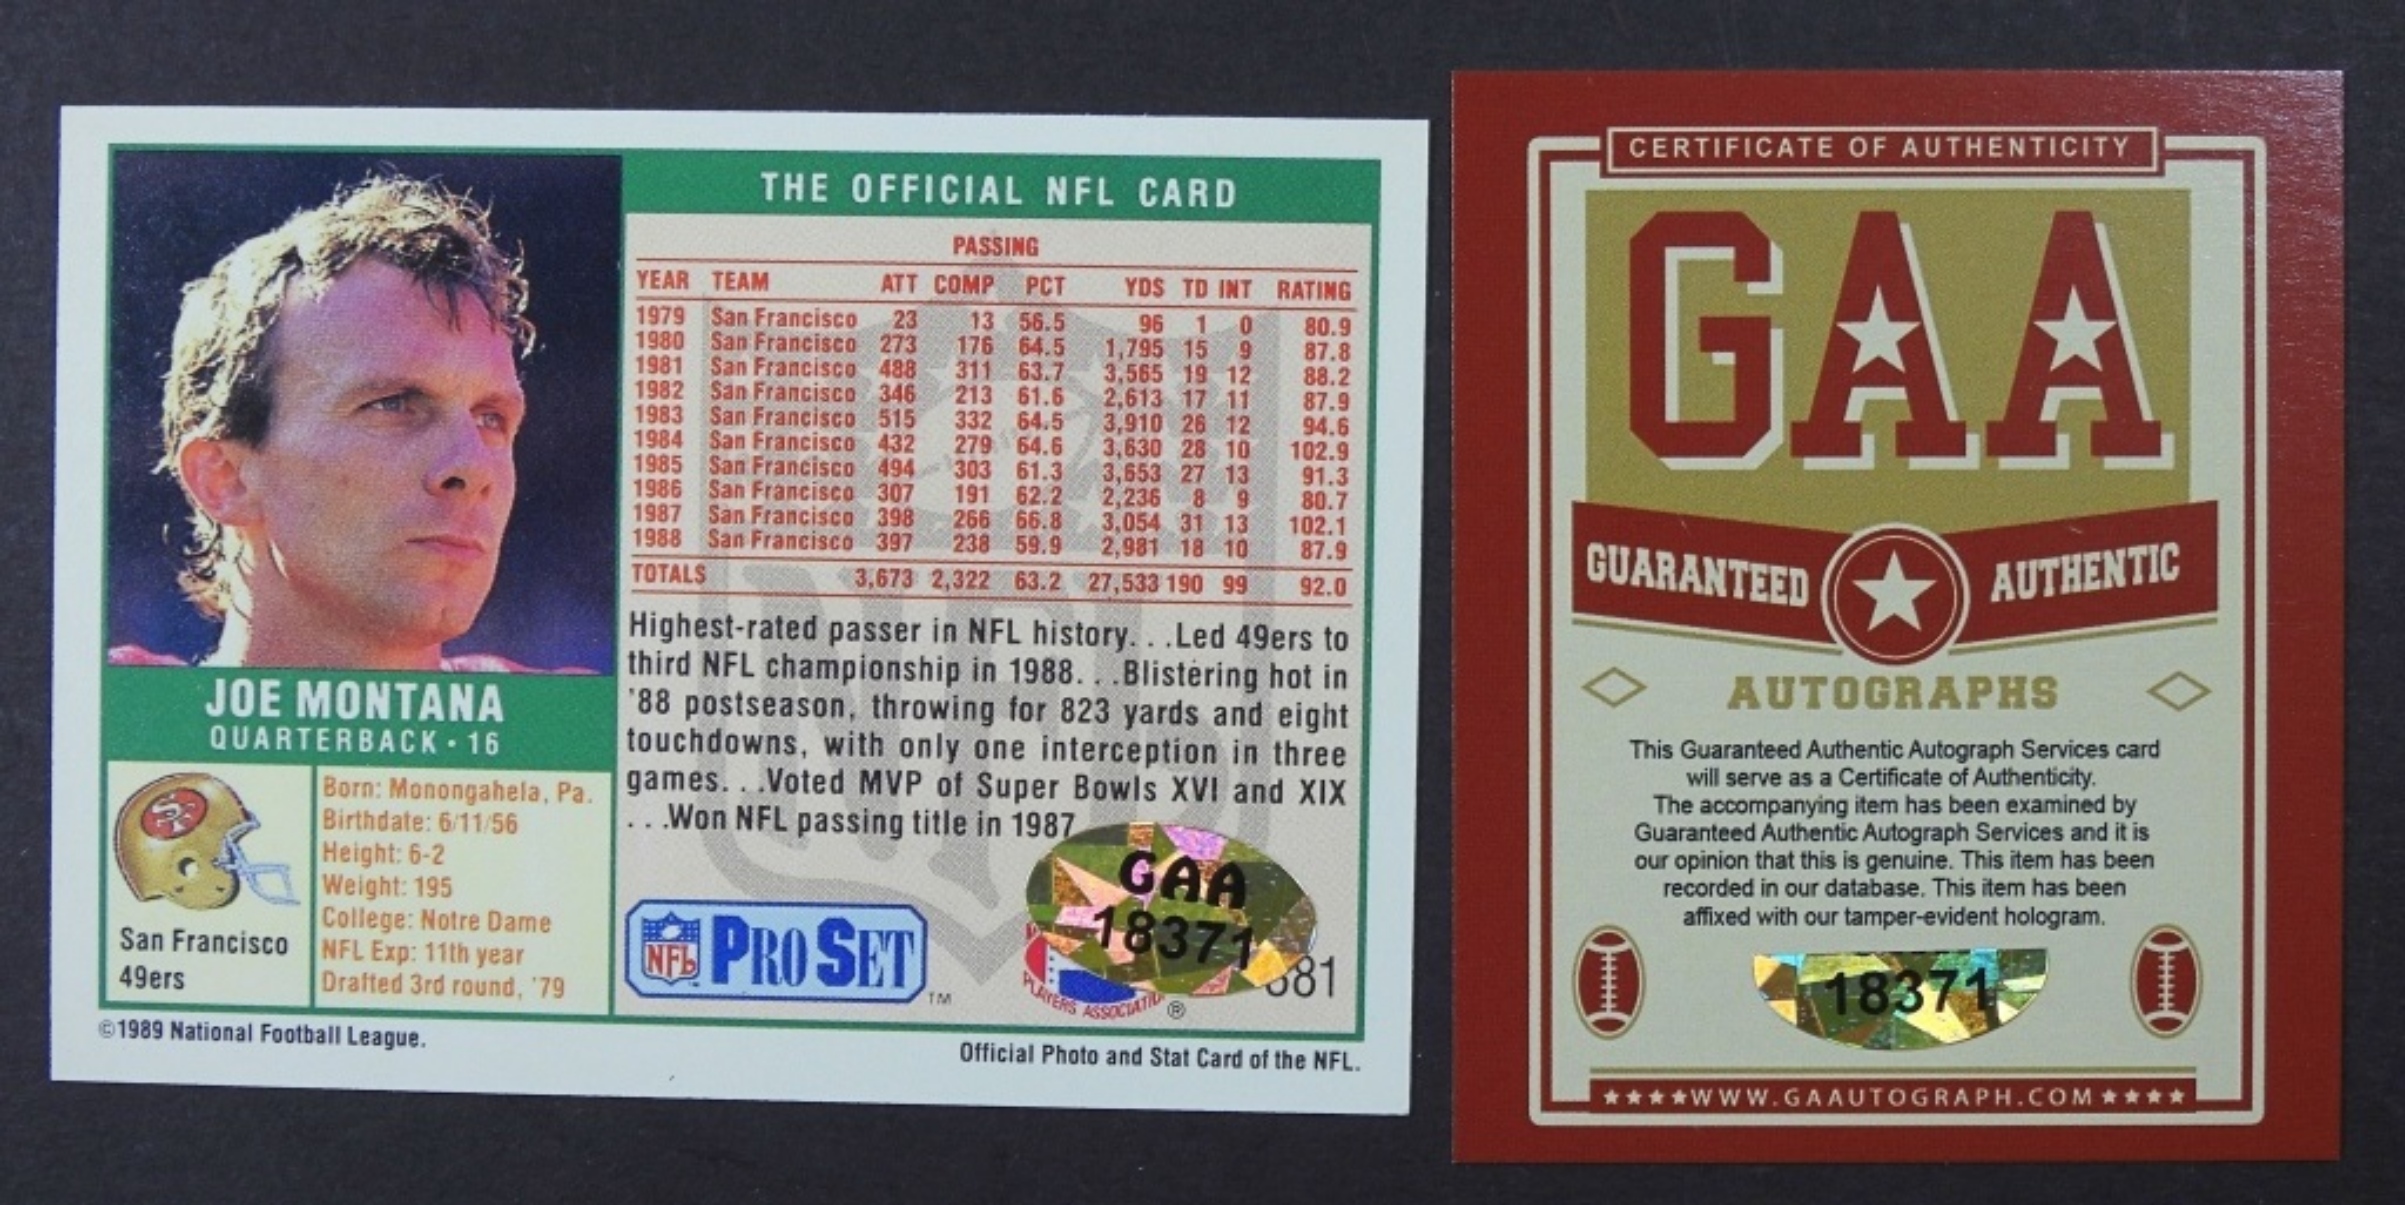 THE OFFICIAL NFL CARD
PASSING
YEAR TEAM ATT COMP PCT YDS TD INT RATING
1979 San Francisco 23 13 56.5 96 1 0 80.9
1980 San Francisco 273 176 64.5 1,795 15 9 87.8
1981 San Francisco 488 311 63.7 3,565 19 12 88.2
1982 San Francisco 346 213 61.6 2,613 17 11 87.9
1983 San Francisco 515 332 64.5 3,910 26 12 94.6
1984 San Francisco 432 279 64.6 3,630 28 10 102.9
1985 San Francisco 494 303 61.3 3,653 27 13 91.3
1986 San Francisco 307 191 62.2 2,236 8 9 80.7
1987 San Francisco 398 266 66.8 3,054 31 13 102.1
1988 San Francisco 397 238 59.9 2,981 18 10 87.9
TOTALS 3,673 2,322 63.2 27,533 190 99 92.0
Highest-rated passer in NFL history. . .Led 49ers to
third NFL championship in 1988. . .Blistering hot in
'88 postseason, throwing for 823 yards and eight
touchdowns, with only one interception in three
games. . .Voted MVP of Super Bowls XVI and XIX
. . .Won NFL passing title in 1987
JOE MONTANA
QUARTERBACK · 16
San Francisco
49ers
Born: Monongahela, Pa.
Birthdate: 6/11/56
Height: 6-2
Weight: 195
College: Notre Dame
NFL Exp: 11th year
Drafted 3rd round, '79
NFL PRO SET ™
GAA
18371
PLAYERS ASSOCIATION ®
81
©1989 National Football League.
Official Photo and Stat Card of the NFL.
CERTIFICATE OF AUTHENTICITY
GAA
GUARANTEED AUTHENTIC
AUTOGRAPHS
This Guaranteed Authentic Autograph Services card
will serve as a Certificate of Authenticity.
The accompanying item has been examined by
Guaranteed Authentic Autograph Services and it is
our opinion that this is genuine. This item has been
recorded in our database. This item has been
affixed with our tamper-evident hologram.
18371
★★★★WWW.GAAUTOGRAPH.COM★★★★